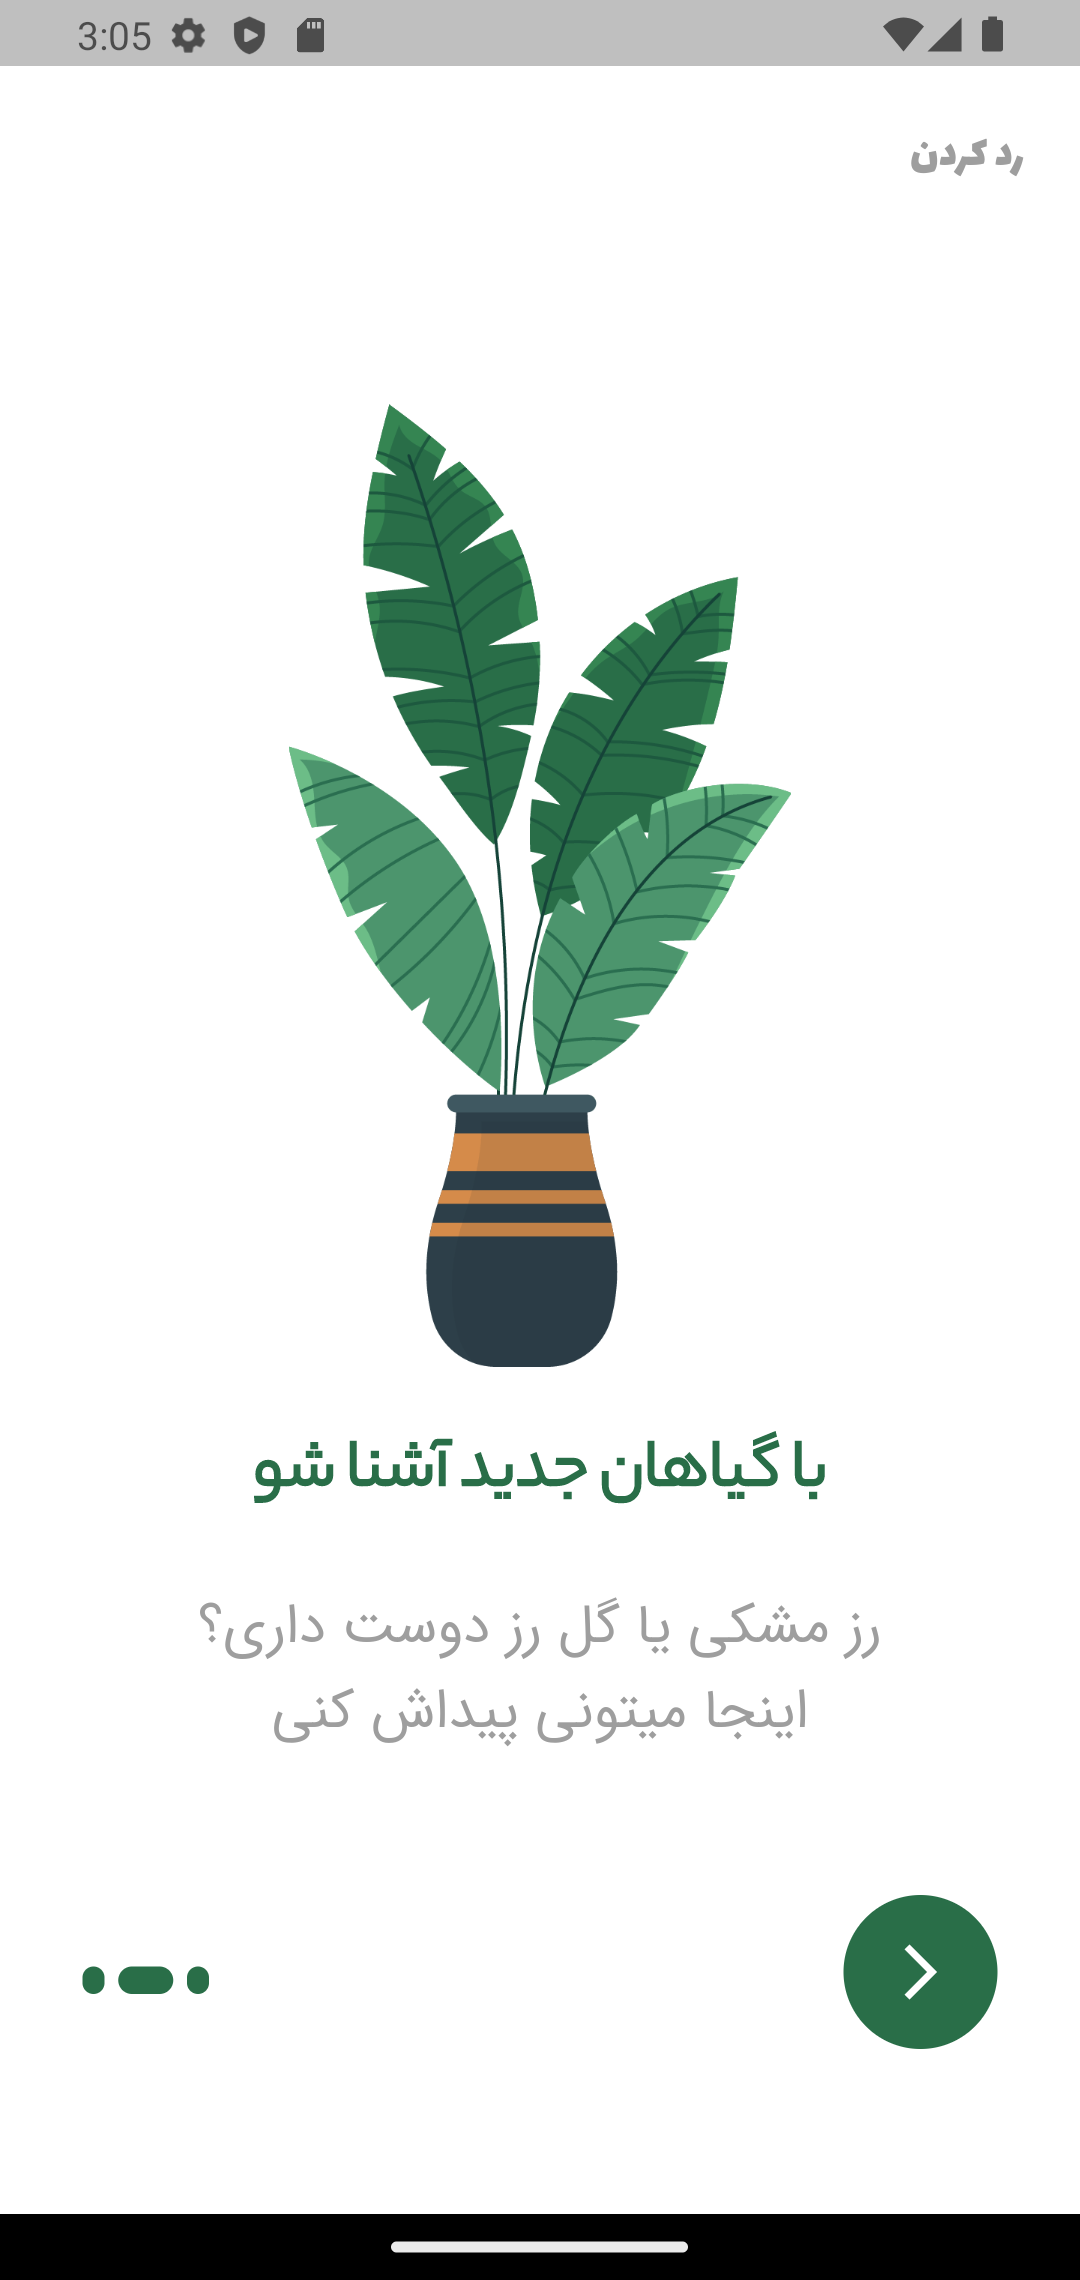 3:05
رد کردن
با گیاهان جدید آشنا شو
رز مشکی یا گل رز دوست داری؟
اینجا میتونی پیداش کنی